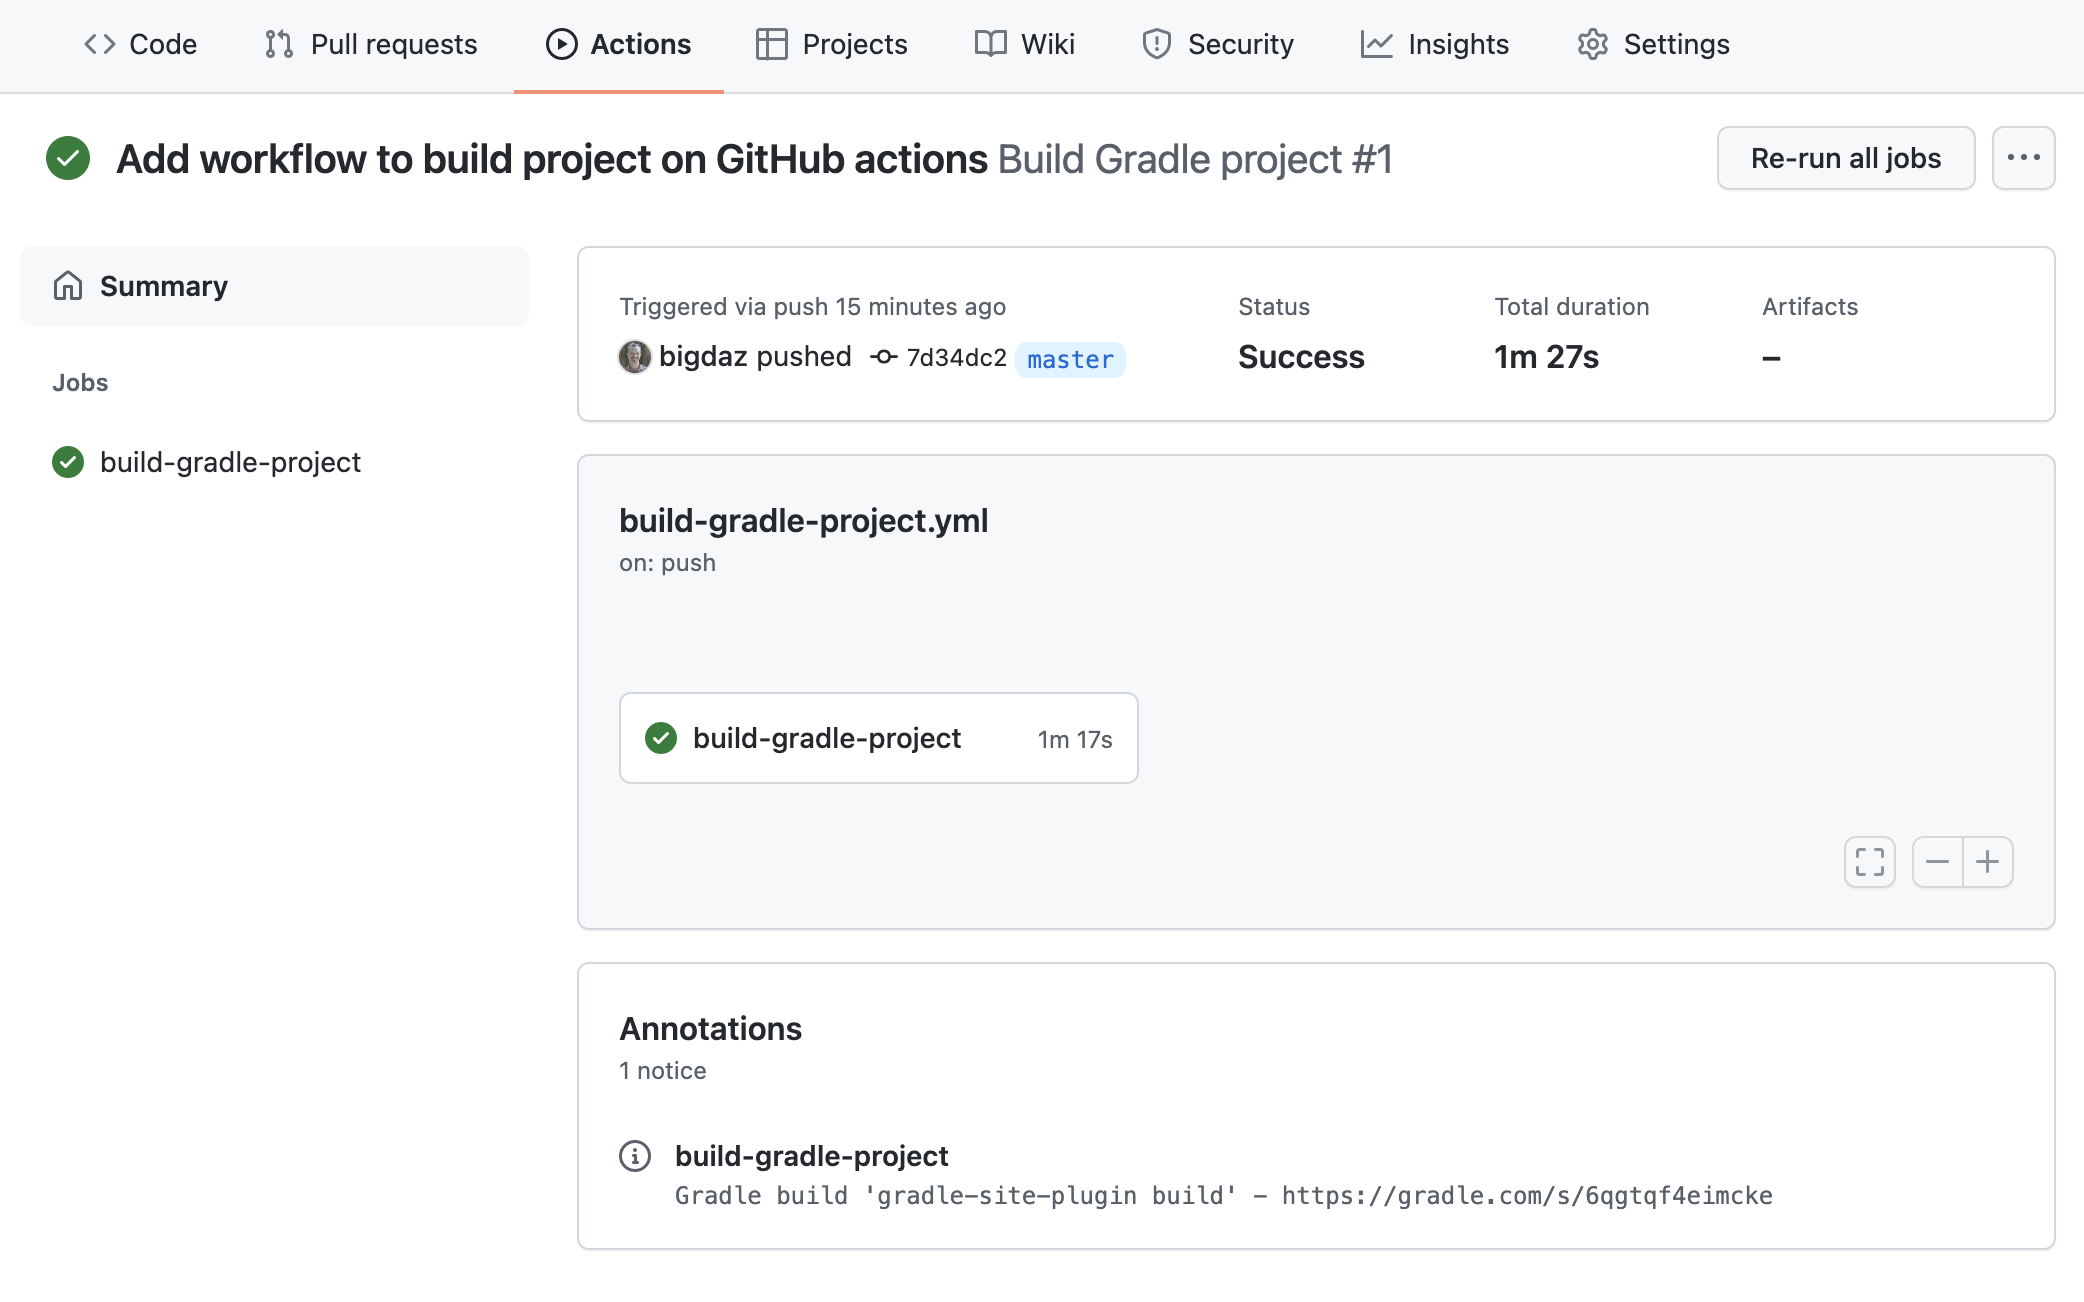 Code Pull requests Actions Projects Wiki Security Insights Settings
Add workflow to build project on GitHub actions Build Gradle project #1
Re-run all jobs
Summary
Jobs
build-gradle-project
Triggered via push 15 minutes ago
bigdaz pushed 7d34dc2 master
Status
Success
Total duration
1m 27s
Artifacts
–
build-gradle-project.yml
on: push
build-gradle-project 1m 17s
Annotations
1 notice
build-gradle-project
Gradle build 'gradle-site-plugin build' – https://gradle.com/s/6qgtqf4eimcke